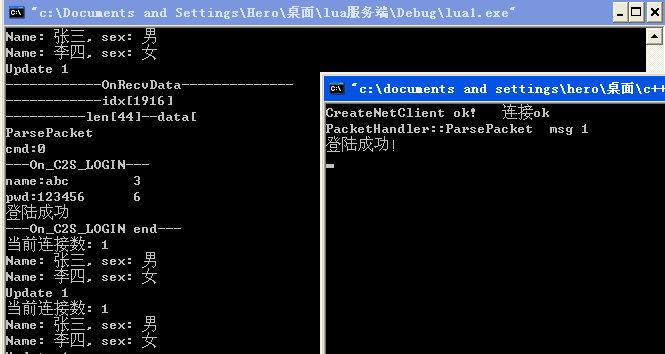 "c:\Documents and Settings\Hero\桌面\lua服务端\Debug\lua1.exe"
Name: 张三, sex: 男
Name: 李四, sex: 女
Update 1
------------OnRecvData--------------
------------idx[1916]
----------len[44]--data[
ParsePacket
cmd:0
---On_C2S_LOGIN---
name:abc 3
pwd:123456 6
登陆成功
---On_C2S_LOGIN end---
当前连接数: 1
Name: 张三, sex: 男
Name: 李四, sex: 女
Update 1
当前连接数: 1
Name: 张三, sex: 男
Name: 李四, sex: 女
"c:\documents and settings\hero\桌面\c++
CreateNetClient ok! 连接ok
PacketHandler::ParsePacket msg 1
登陆成功!